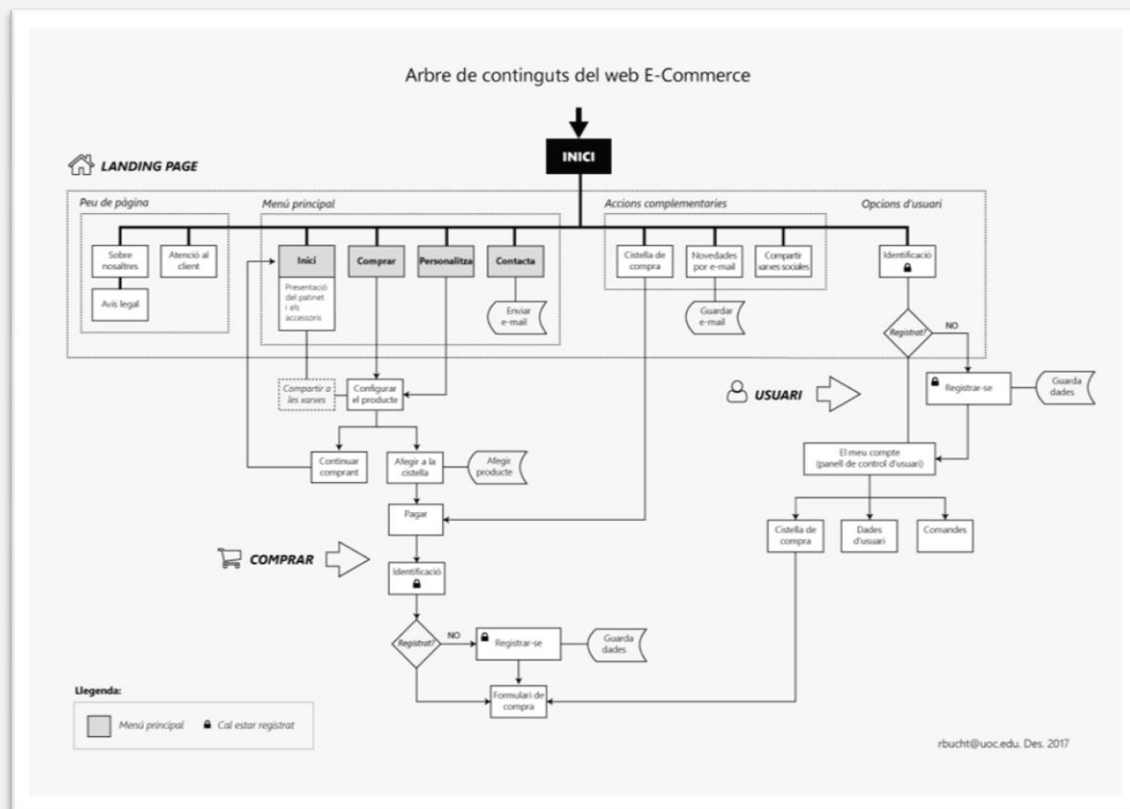 Arbre de continguts del web E-Commerce
INICI
LANDING PAGE
Peu de pàgina
Menú principal
Accions complementaries
Opcions d'usuari
Sobre
nosaltres
Atenció al
client
Inici
Comprar
Personalitza
Contacta
Cistella de
compra
Novedades
por e-mail
Compartir
xarxes sociales
Identificació
Avís legal
Presentació
del patinet
i els
accessoris
Enviar
e-mail
Guardar
e-mail
Registrat?
NO
Compartir a
les xarxes
Configurar
el producte
USUARI
Registrar-se
Guarda
dades
Continuar
comprant
Afegir a la
cistella
Afegir
producte
El meu compte
(panell de control d'usuari)
Pagar
Cistella de
compra
Dades
d'usuari
Comandes
COMPRAR
Identificació
Registrat?
NO
Registrar-se
Guarda
dades
Formulari de
compra
Llegenda:
Menú principal
Cal estar registrat
rbucht@uoc.edu. Des. 2017